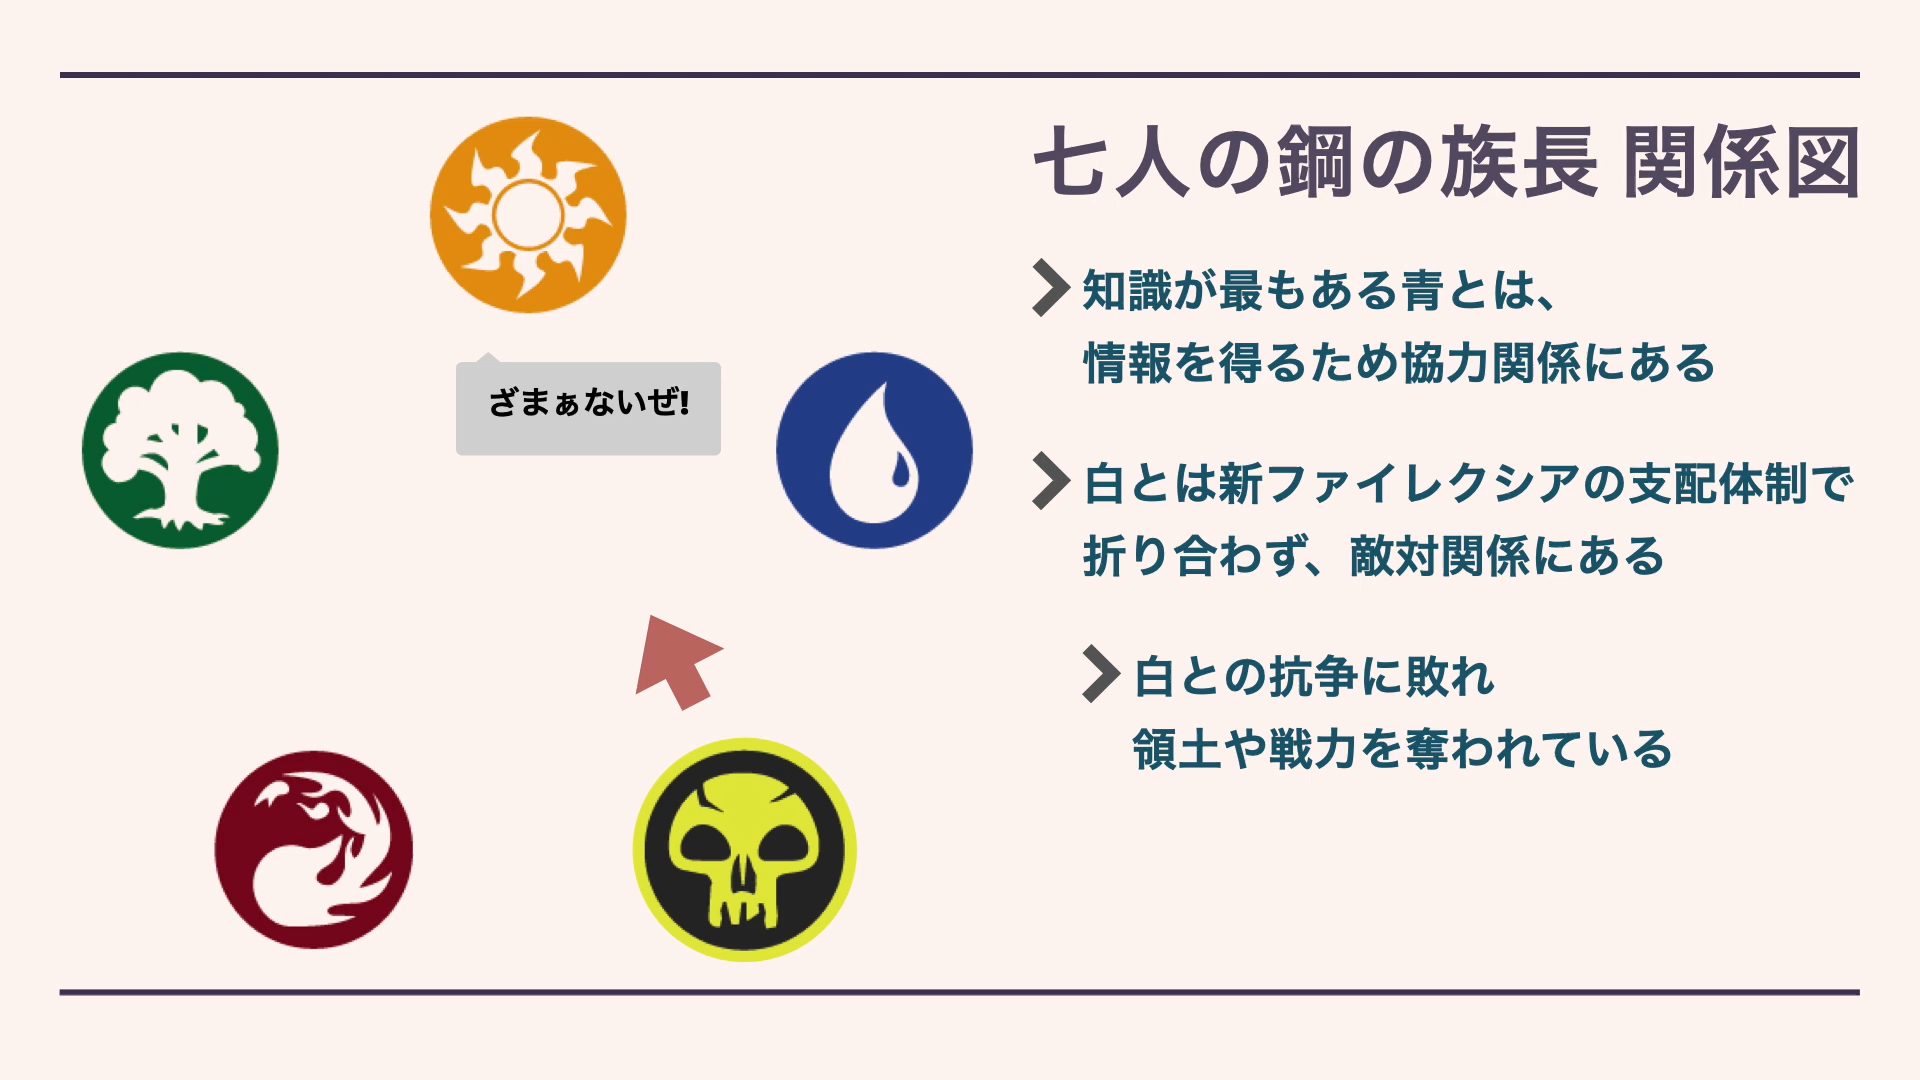 七人の鋼の族長 関係図
知識が最もある青とは、
情報を得るため協力関係にある
白とは新ファイレクシアの支配体制で
折り合わず、敵対関係にある
白との抗争に敗れ
領土や戦力を奪われている
ざまぁないぜ!